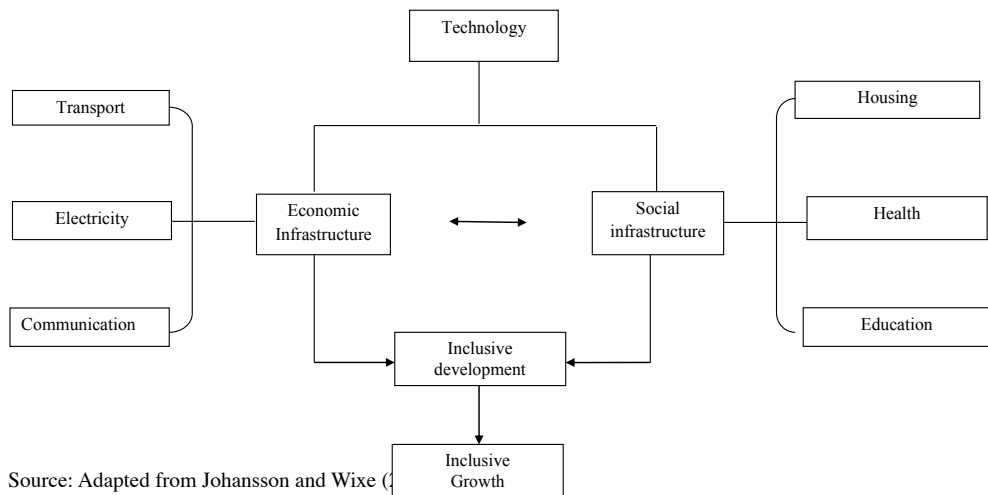 Technology
Transport
Housing
Electricity
Economic
Infrastructure
Social
infrastructure
Health
Communication
Inclusive
development
Education
Inclusive
Growth
Source: Adapted from Johansson and Wixe (